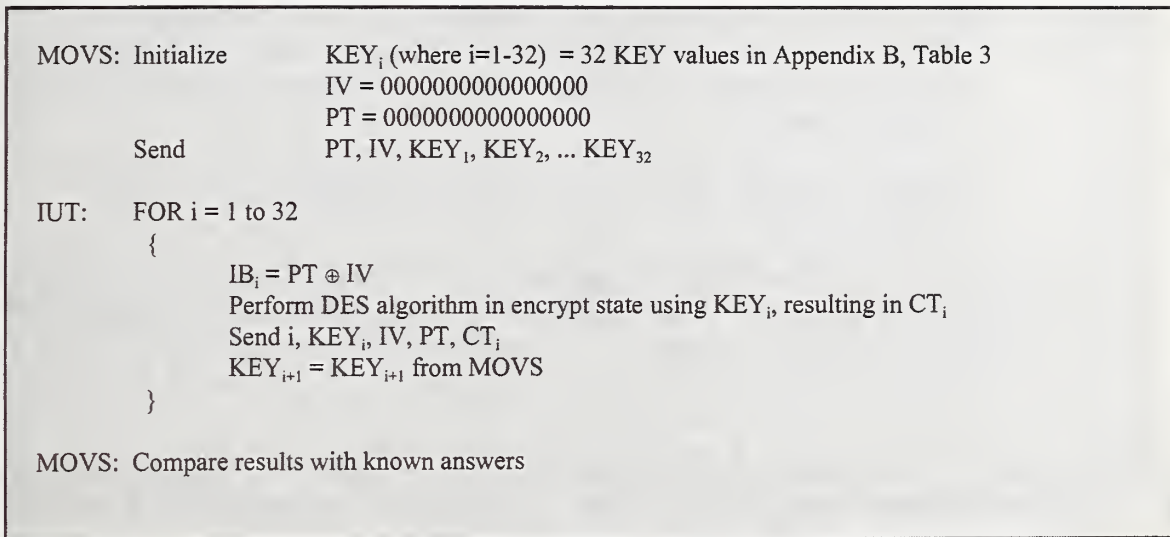 MOVS: Initialize KEYᵢ (where i=1-32) = 32 KEY values in Appendix B, Table 3
IV = 0000000000000000
PT = 0000000000000000
Send PT, IV, KEY₁, KEY₂, ... KEY₃₂
IUT: FOR i = 1 to 32
{
IBᵢ = PT ⊕ IV
Perform DES algorithm in encrypt state using KEYᵢ, resulting in CTᵢ
Send i, KEYᵢ, IV, PT, CTᵢ
KEYᵢ₊₁ = KEYᵢ₊₁ from MOVS
}
MOVS: Compare results with known answers